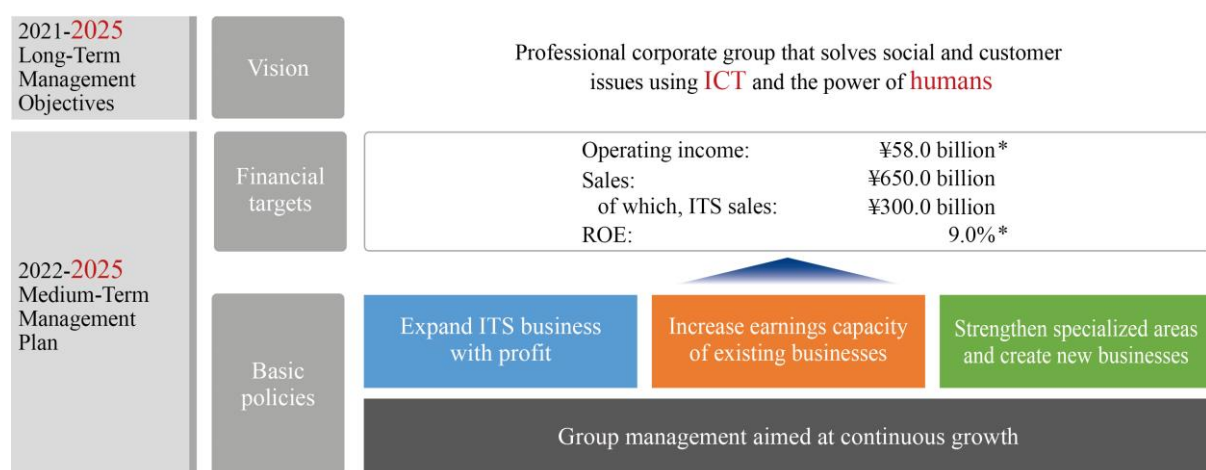 2021-2025
Long-Term
Management
Objectives
Vision
Professional corporate group that solves social and customer
issues using ICT and the power of humans
2022-2025
Medium-Term
Management
Plan
Financial
targets
Operating income: ¥58.0 billion*
Sales: ¥650.0 billion
of which, ITS sales: ¥300.0 billion
ROE: 9.0%*
Basic
policies
Expand ITS business
with profit
Increase earnings capacity
of existing businesses
Strengthen specialized areas
and create new businesses
Group management aimed at continuous growth